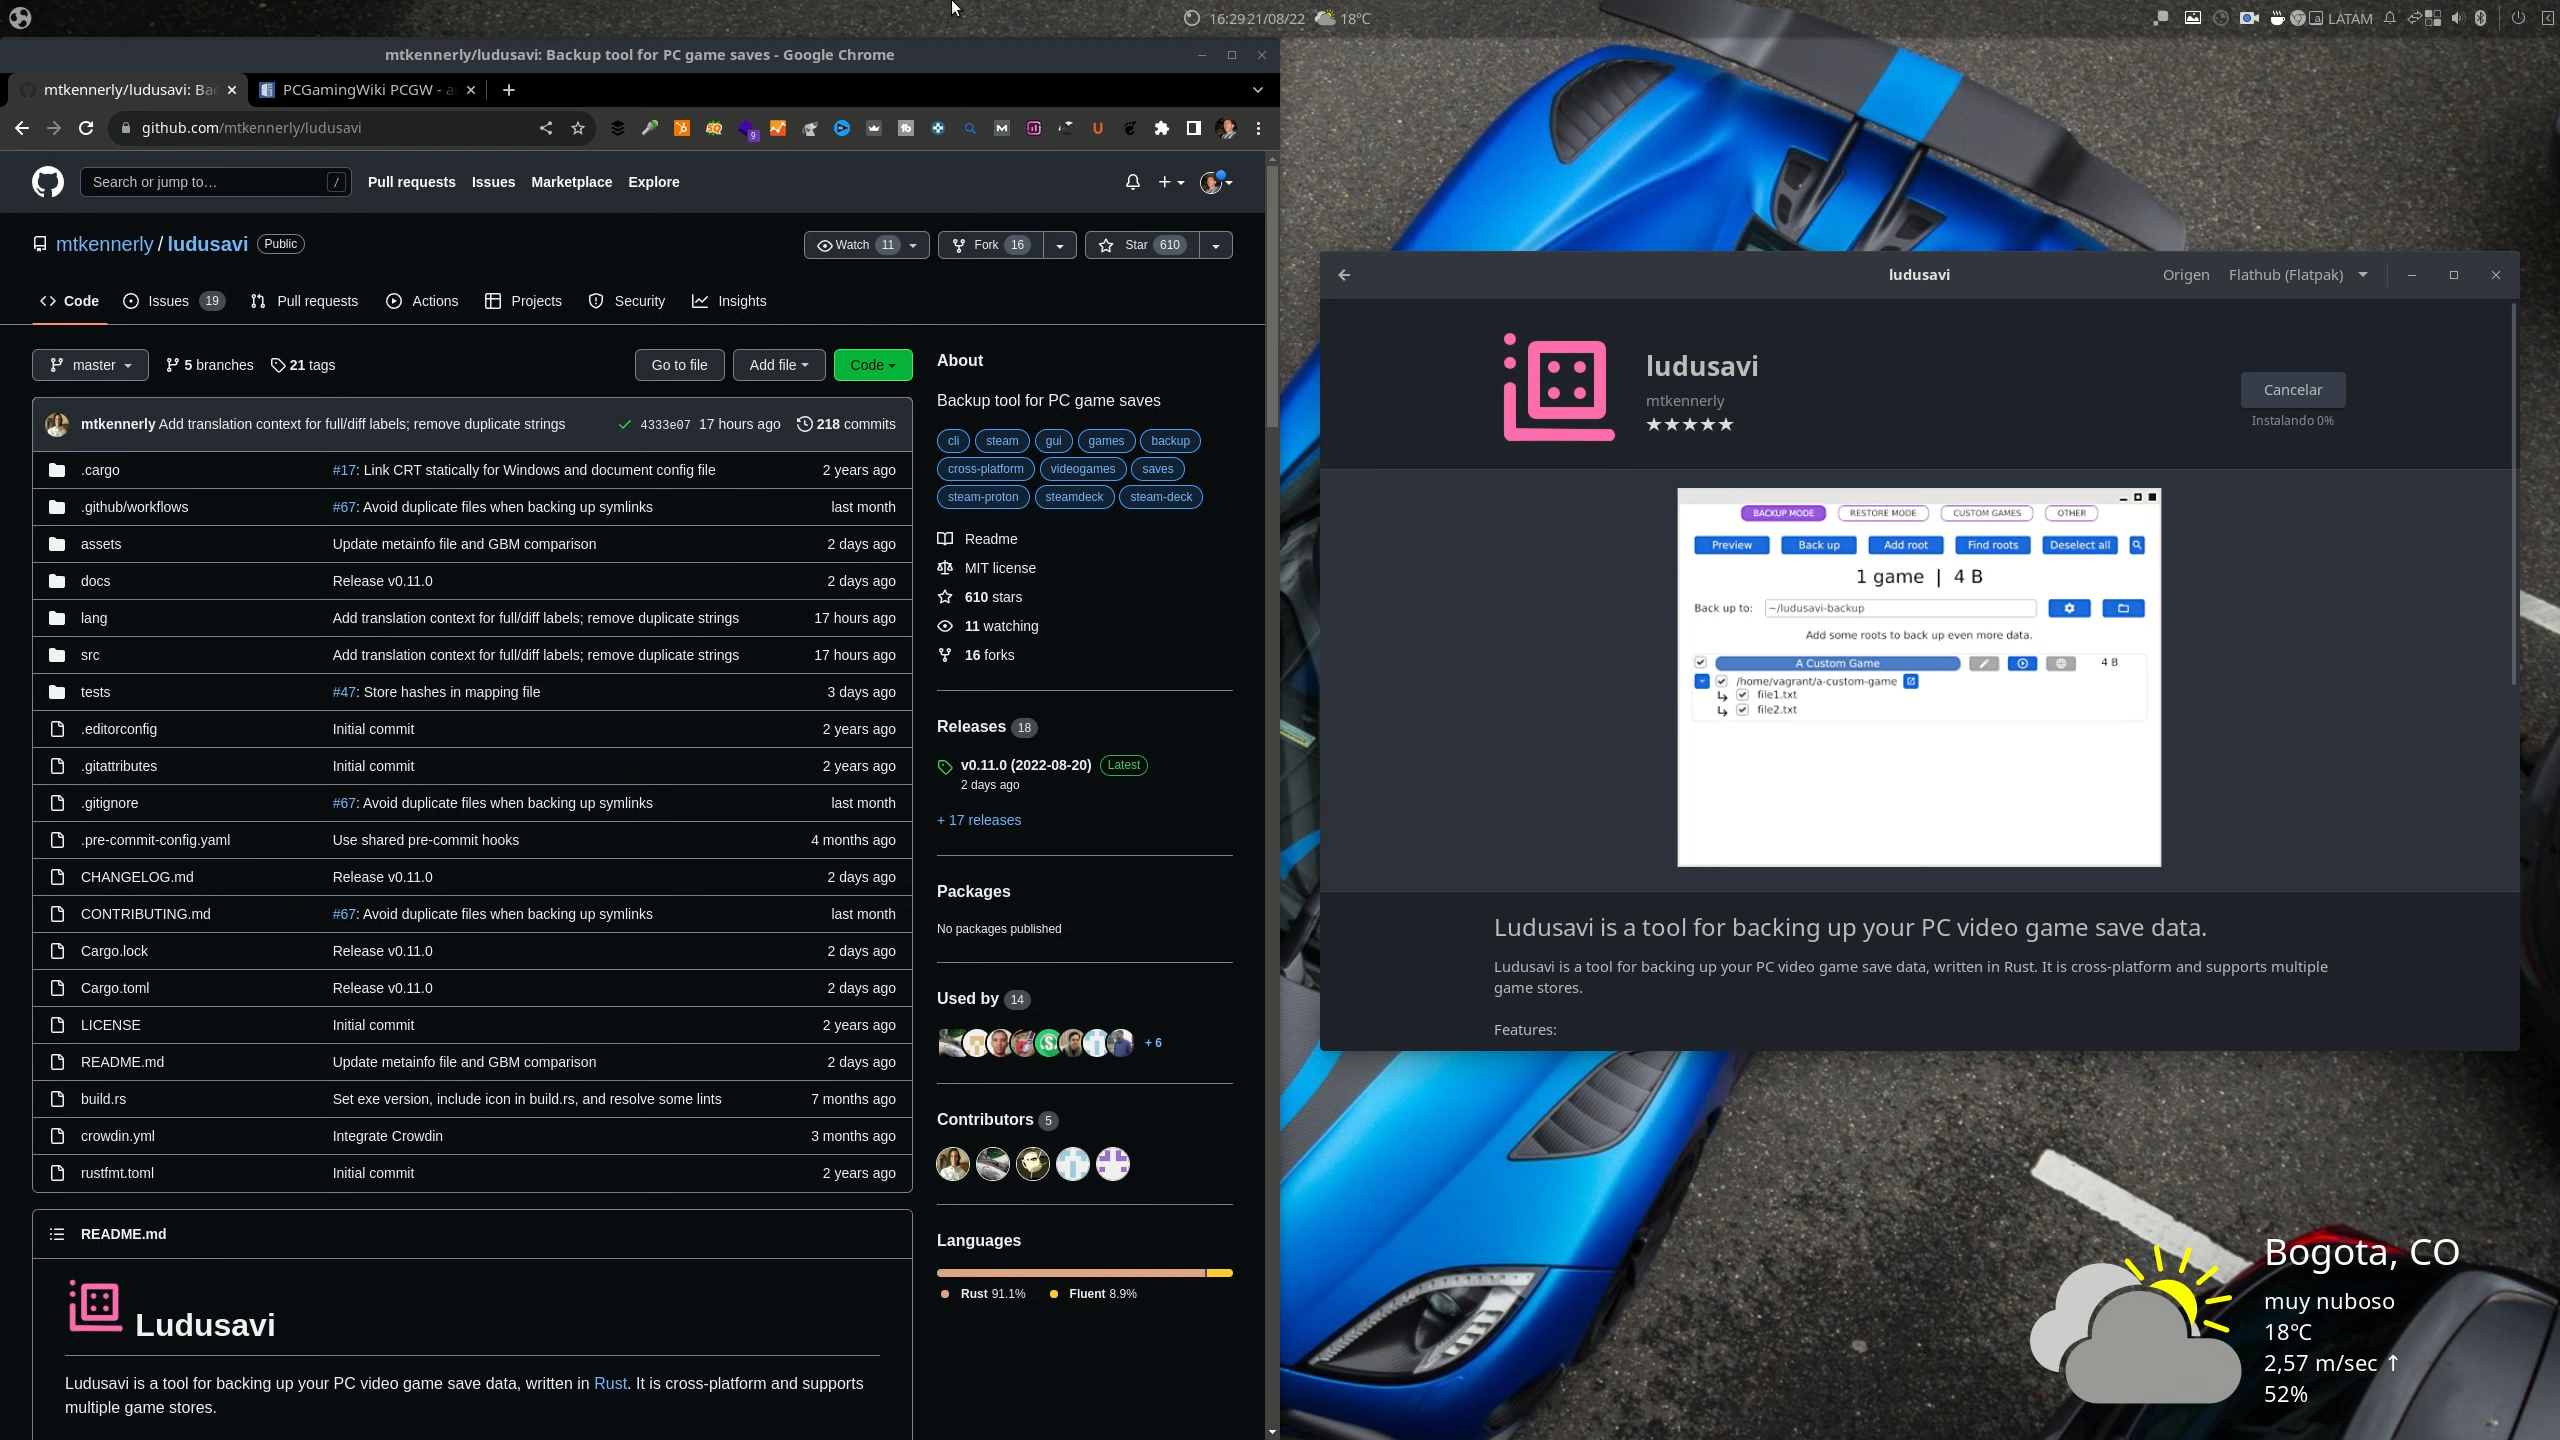 16:29 21/08/22 18°C
LATAM
mtkennerly/ludusavi: Backup tool for PC game saves - Google Chrome
mtkennerly/ludusavi: Bac
PCGamingWiki PCGW - a
github.com/mtkennerly/ludusavi
9
Search or jump to… /
Pull requests Issues Marketplace Explore
mtkennerly / ludusavi Public
Watch 11 Fork 16 Star 610
Code Issues 19 Pull requests Actions Projects Security Insights
master 5 branches 21 tags Go to file Add file Code
mtkennerly Add translation context for full/diff labels; remove duplicate strings 4333e07 17 hours ago 218 commits
.cargo #17: Link CRT statically for Windows and document config file 2 years ago
.github/workflows #67: Avoid duplicate files when backing up symlinks last month
assets Update metainfo file and GBM comparison 2 days ago
docs Release v0.11.0 2 days ago
lang Add translation context for full/diff labels; remove duplicate strings 17 hours ago
src Add translation context for full/diff labels; remove duplicate strings 17 hours ago
tests #47: Store hashes in mapping file 3 days ago
.editorconfig Initial commit 2 years ago
.gitattributes Initial commit 2 years ago
.gitignore #67: Avoid duplicate files when backing up symlinks last month
.pre-commit-config.yaml Use shared pre-commit hooks 4 months ago
CHANGELOG.md Release v0.11.0 2 days ago
CONTRIBUTING.md #67: Avoid duplicate files when backing up symlinks last month
Cargo.lock Release v0.11.0 2 days ago
Cargo.toml Release v0.11.0 2 days ago
LICENSE Initial commit 2 years ago
README.md Update metainfo file and GBM comparison 2 days ago
build.rs Set exe version, include icon in build.rs, and resolve some lints 7 months ago
crowdin.yml Integrate Crowdin 3 months ago
rustfmt.toml Initial commit 2 years ago
README.md
Ludusavi
Ludusavi is a tool for backing up your PC video game save data, written in Rust. It is cross-platform and supports
multiple game stores.
About
Backup tool for PC game saves
cli steam gui games backup
cross-platform videogames saves
steam-proton steamdeck steam-deck
Readme
MIT license
610 stars
11 watching
16 forks
Releases 18
v0.11.0 (2022-08-20) Latest
2 days ago
+ 17 releases
Packages
No packages published
Used by 14
+ 6
Contributors 5
Languages
Rust 91.1% Fluent 8.9%
ludusavi Origen Flathub (Flatpak)
ludusavi
mtkennerly
★★★★★
Cancelar
Instalando 0%
BACKUP MODE RESTORE MODE CUSTOM GAMES OTHER
Preview Back up Add root Find roots Deselect all
1 game | 4 B
Back up to: ~/ludusavi-backup
Add some roots to back up even more data.
A Custom Game 4 B
/home/vagrant/a-custom-game
file1.txt
file2.txt
Ludusavi is a tool for backing up your PC video game save data.
Ludusavi is a tool for backing up your PC video game save data, written in Rust. It is cross-platform and supports multiple
game stores.
Features:
Bogota, CO
muy nuboso
18°C
2,57 m/sec ↑
52%